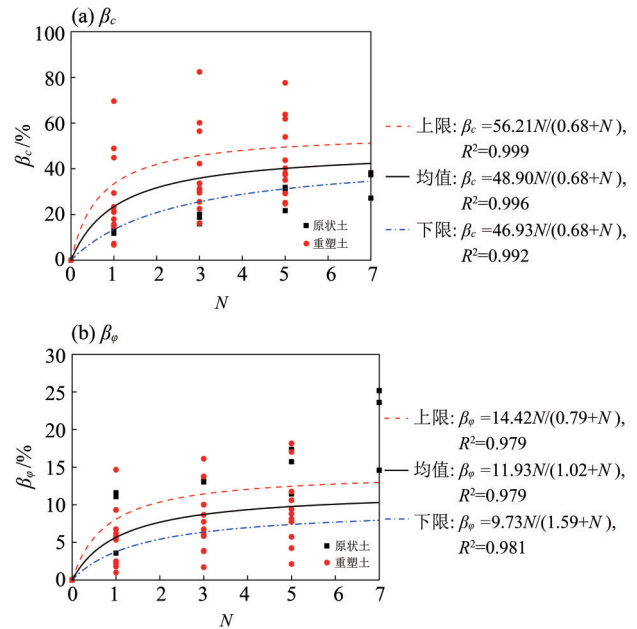 (a) βc
100
80
60
40
20
0
βc/%
0 1 2 3 4 5 6 7
N
原状土
重塑土
上限: βc =56.21N/(0.68+N ),
R²=0.999
均值: βc =48.90N/(0.68+N ),
R²=0.996
下限: βc =46.93N/(0.68+N ),
R²=0.992
(b) βφ
30
25
20
15
10
5
0
βφ/%
0 1 2 3 4 5 6 7
N
原状土
重塑土
上限: βφ =14.42N/(0.79+N ),
R²=0.979
均值: βφ =11.93N/(1.02+N ),
R²=0.979
下限: βφ =9.73N/(1.59+N ),
R²=0.981